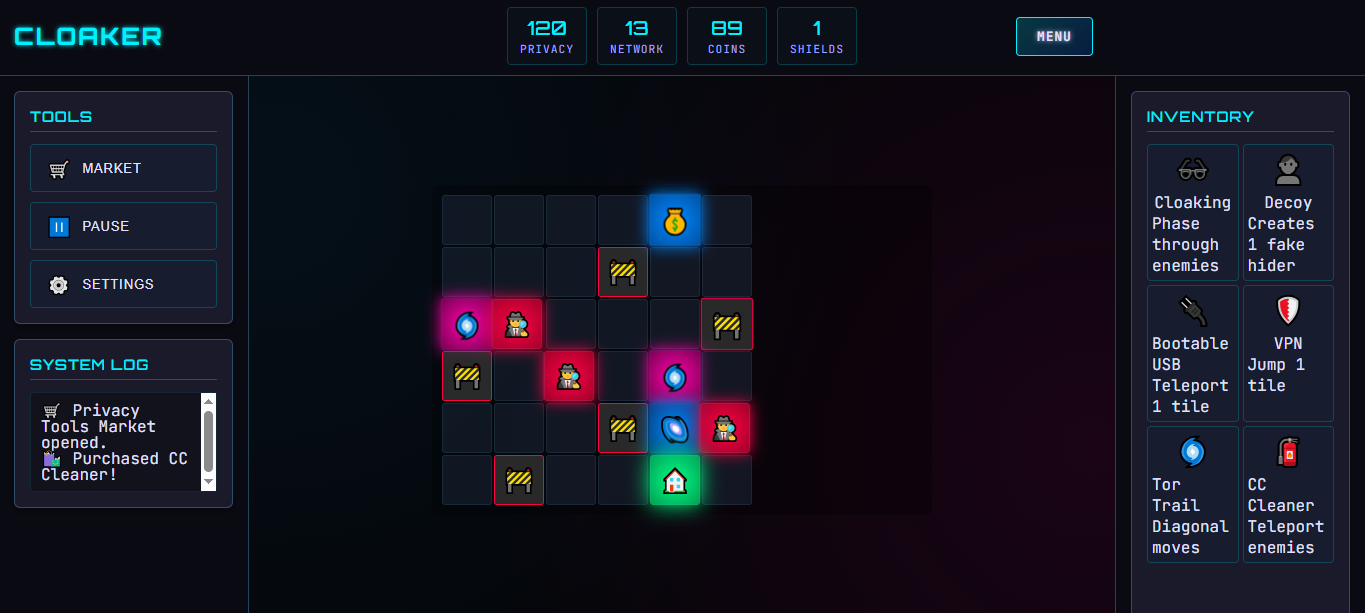 CLOAKER
120
PRIVACY
13
NETWORK
89
COINS
1
SHIELDS
MENU
TOOLS
MARKET
PAUSE
SETTINGS
SYSTEM LOG
Privacy
Tools Market
opened.
Purchased CC
Cleaner!
INVENTORY
Cloaking
Phase
through
enemies
Decoy
Creates
1 fake
hider
Bootable
USB
Teleport
1 tile
VPN
Jump 1
tile
Tor
Trail
Diagonal
moves
CC
Cleaner
Teleport
enemies